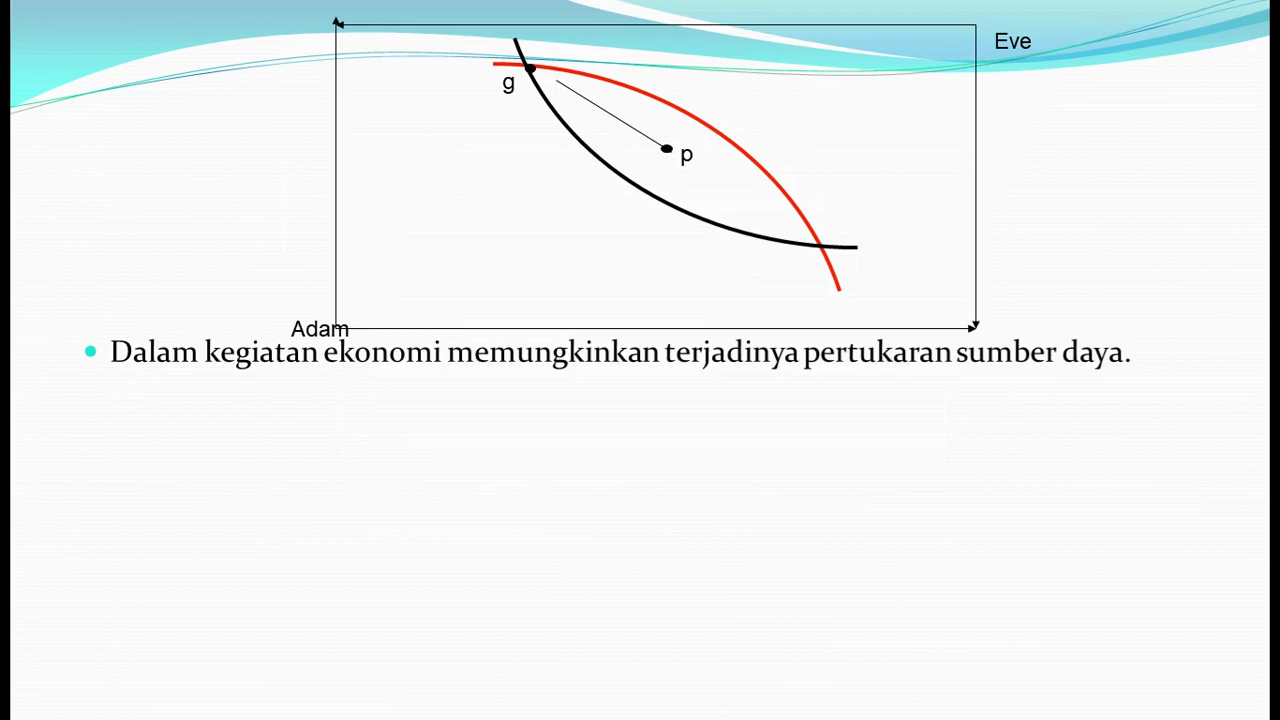 Eve
g
p
Adam
Dalam kegiatan ekonomi memungkinkan terjadinya pertukaran sumber daya.